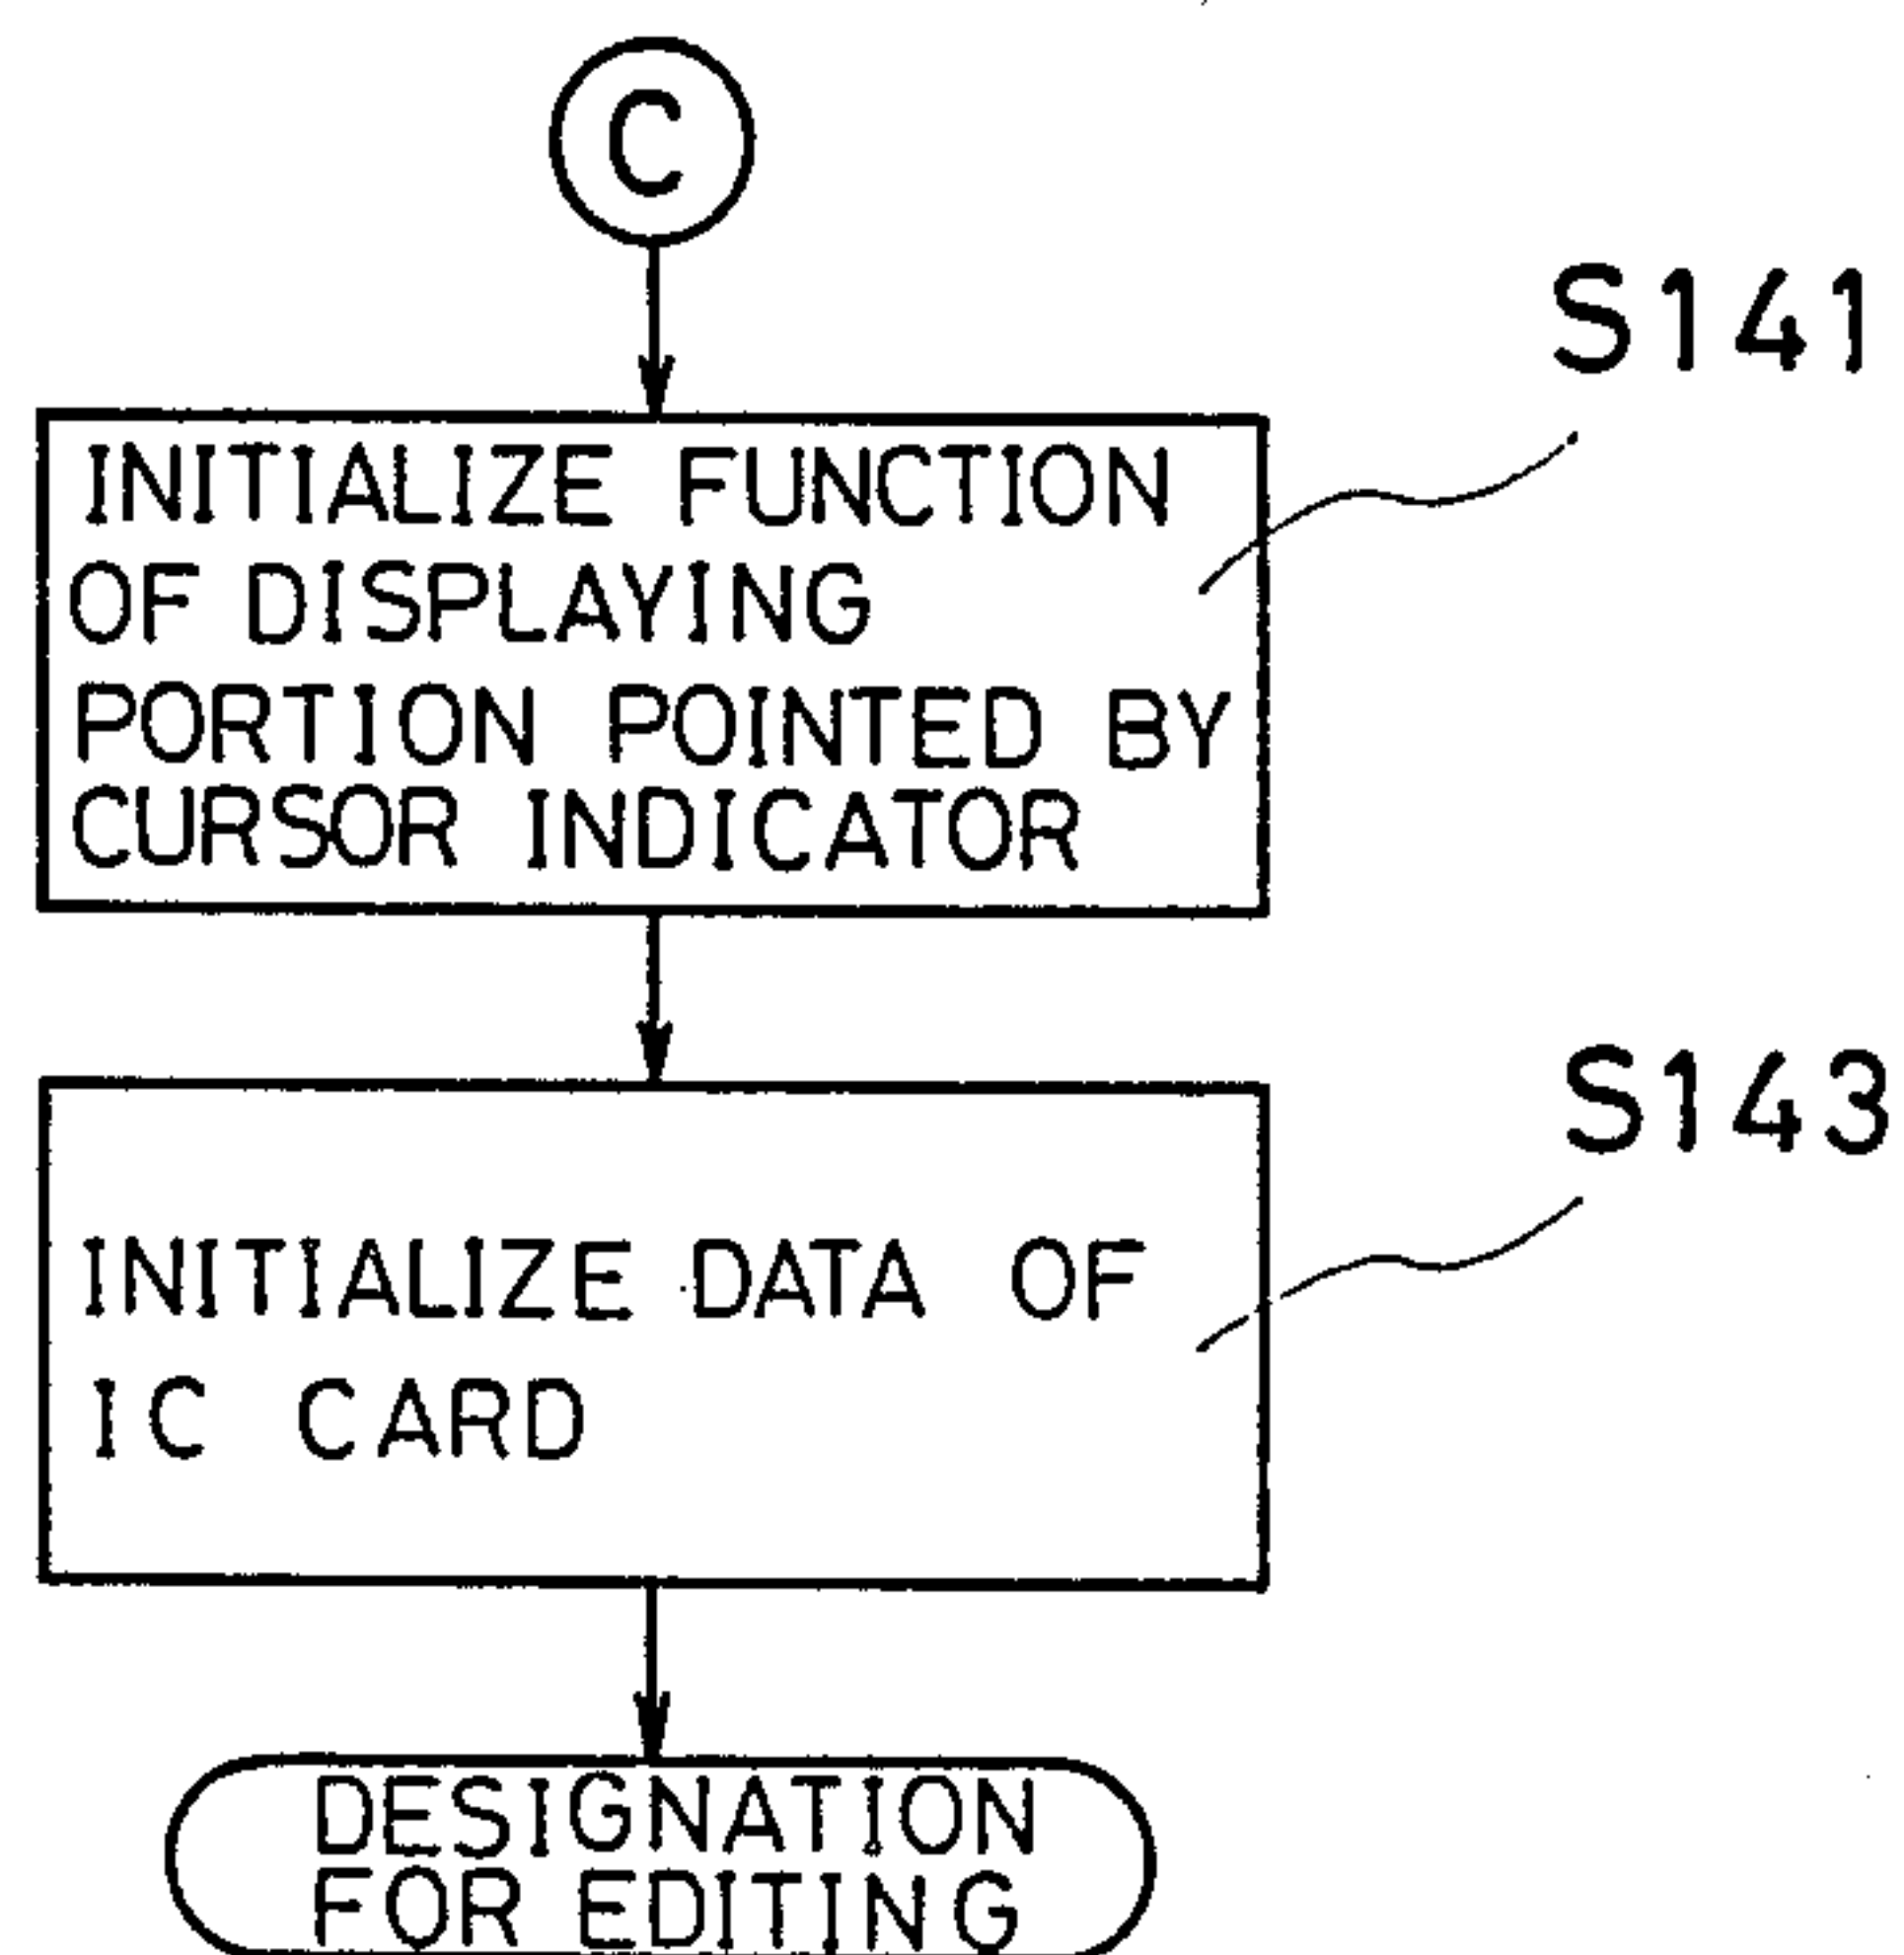 C
S141
INITIALIZE FUNCTION
OF DISPLAYING
PORTION POINTED BY
CURSOR INDICATOR
S143
INITIALIZE DATA OF
IC CARD
DESIGNATION
FOR EDITING